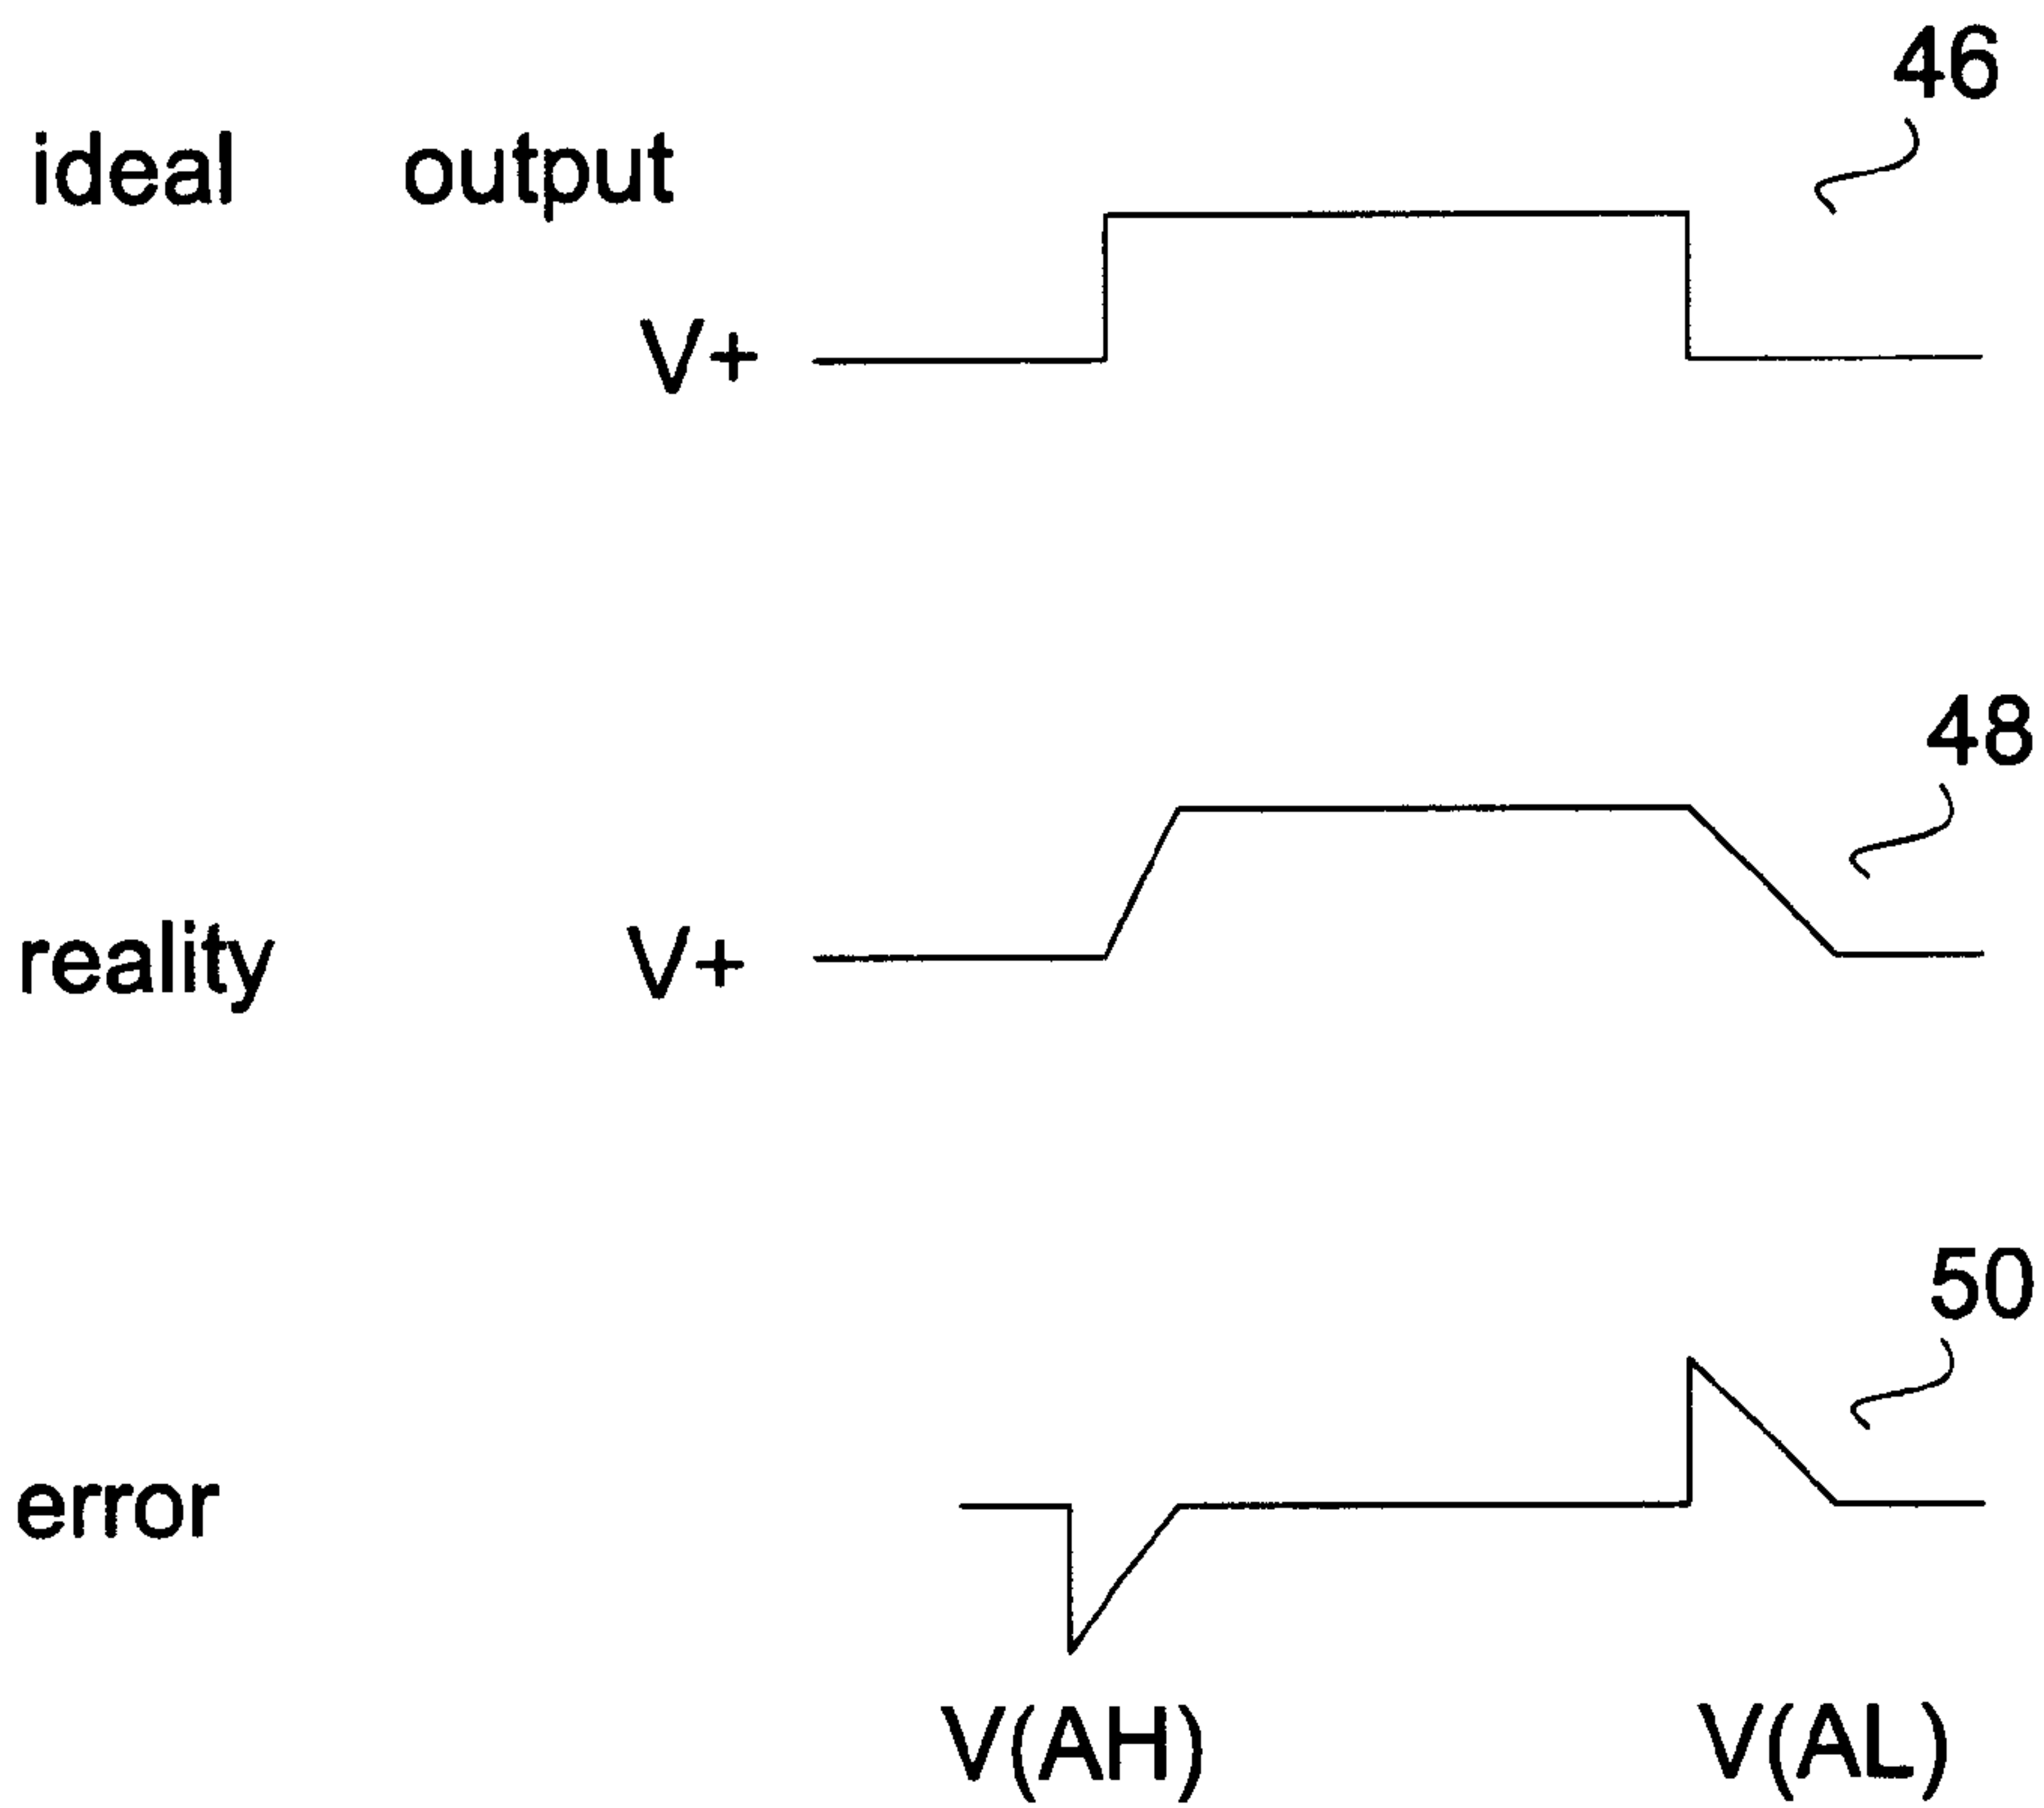 46
ideal output
V+
48
reality V+
50
error
V(AH) V(AL)